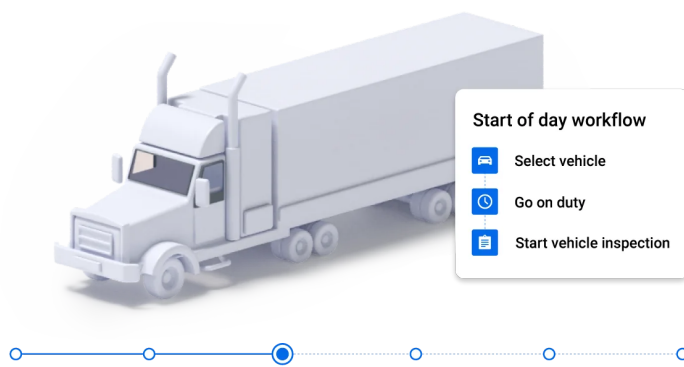 Start of day workflow
Select vehicle
Go on duty
Start vehicle inspection